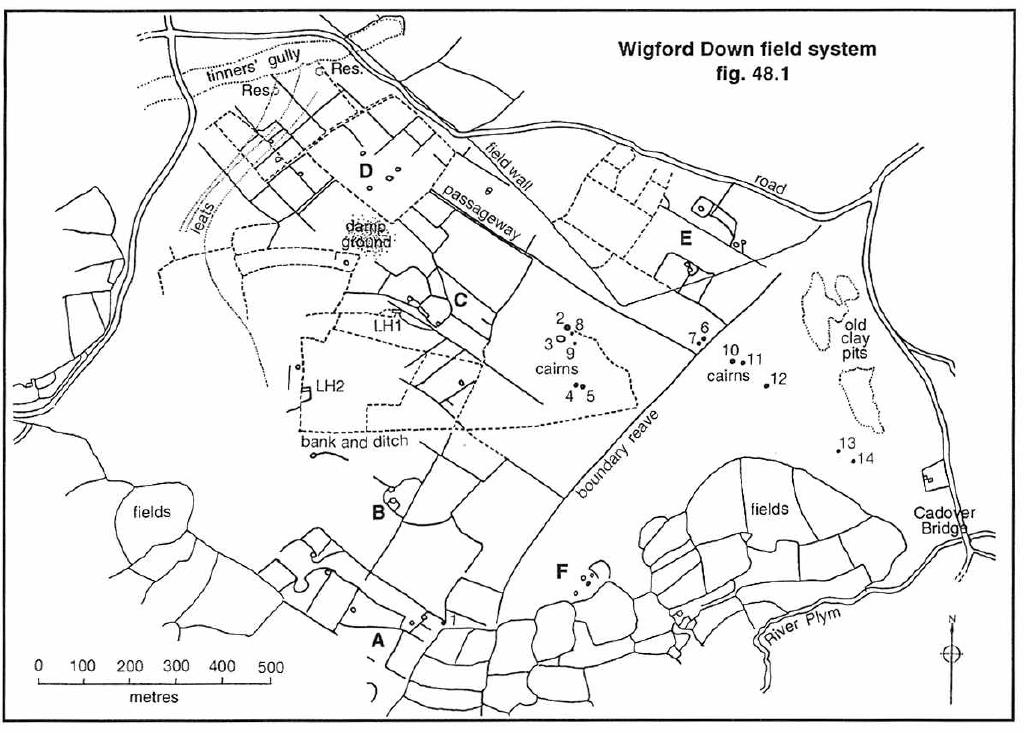 Wigford Down field system
fig. 48.1
tinners' gully
Res.
Res.
field wall
road
D
passageway
leats
damp
ground
E
C
LH1
2
8
3
9
cairns
4
5
6
7
10
11
cairns
12
old
clay
pits
LH2
bank and ditch
boundary reave
13
14
B
fields
fields
Cadover
Bridge
F
A
1
River Plym
N
0 100 200 300 400 500
metres